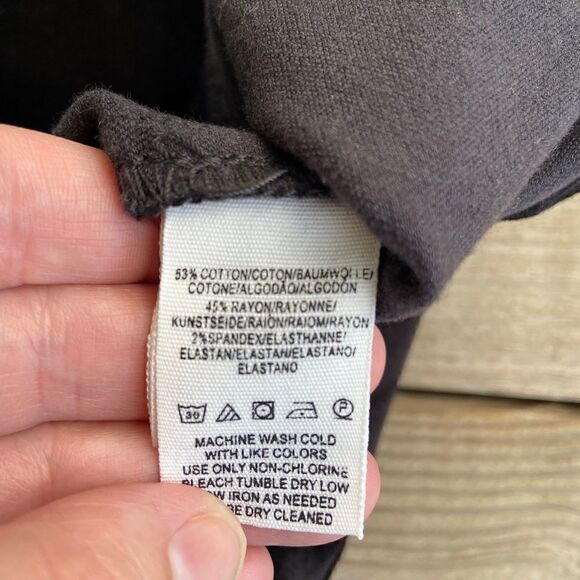 53% COTTON/COTON/BAUMWOLLE/
COTONE/ALGODÃO/ALGODON
45% RAYON/RAYONNE/
KUNSTSEIDE/RAION/RAIOM/RAYON
2% SPANDEX/ELASTHANNE/
ELASTAN/ELASTAN/ELASTANO/
ELASTANO
30
P
MACHINE WASH COLD
WITH LIKE COLORS
USE ONLY NON-CHLORINE
BLEACH TUMBLE DRY LOW
IRON AS NEEDED
BE DRY CLEANED